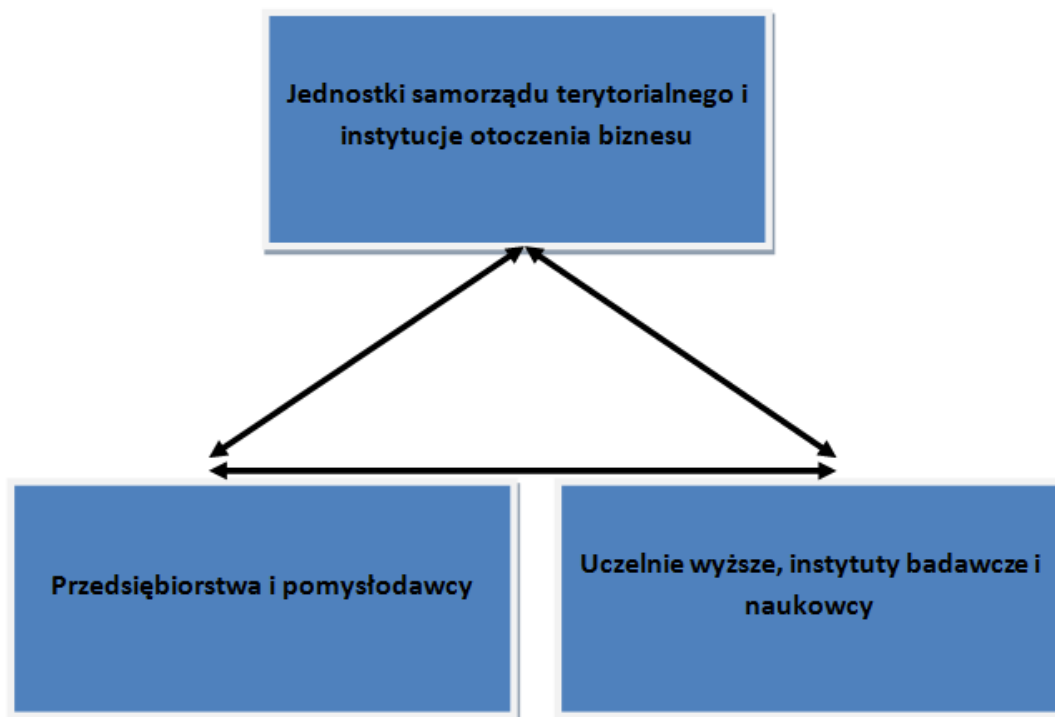 Jednostki samorządu terytorialnego i
instytucje otoczenia biznesu
Przedsiębiorstwa i pomysłodawcy
Uczelnie wyższe, instytuty badawcze i
naukowcy